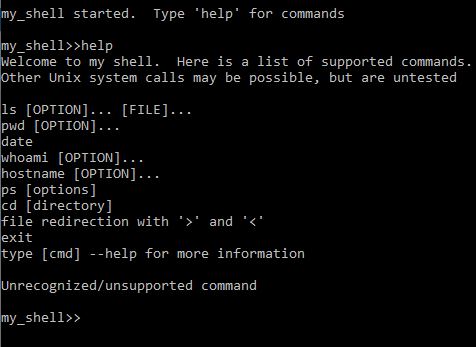 my_shell started.  Type 'help' for commands
my_shell>>help
Welcome to my shell.  Here is a list of supported commands.
Other Unix system calls may be possible, but are untested
ls [OPTION]... [FILE]...
pwd [OPTION]...
date
whoami [OPTION]...
hostname [OPTION]...
ps [options]
cd [directory]
file redirection with '>' and '<'
exit
type [cmd] --help for more information
Unrecognized/unsupported command
my_shell>>